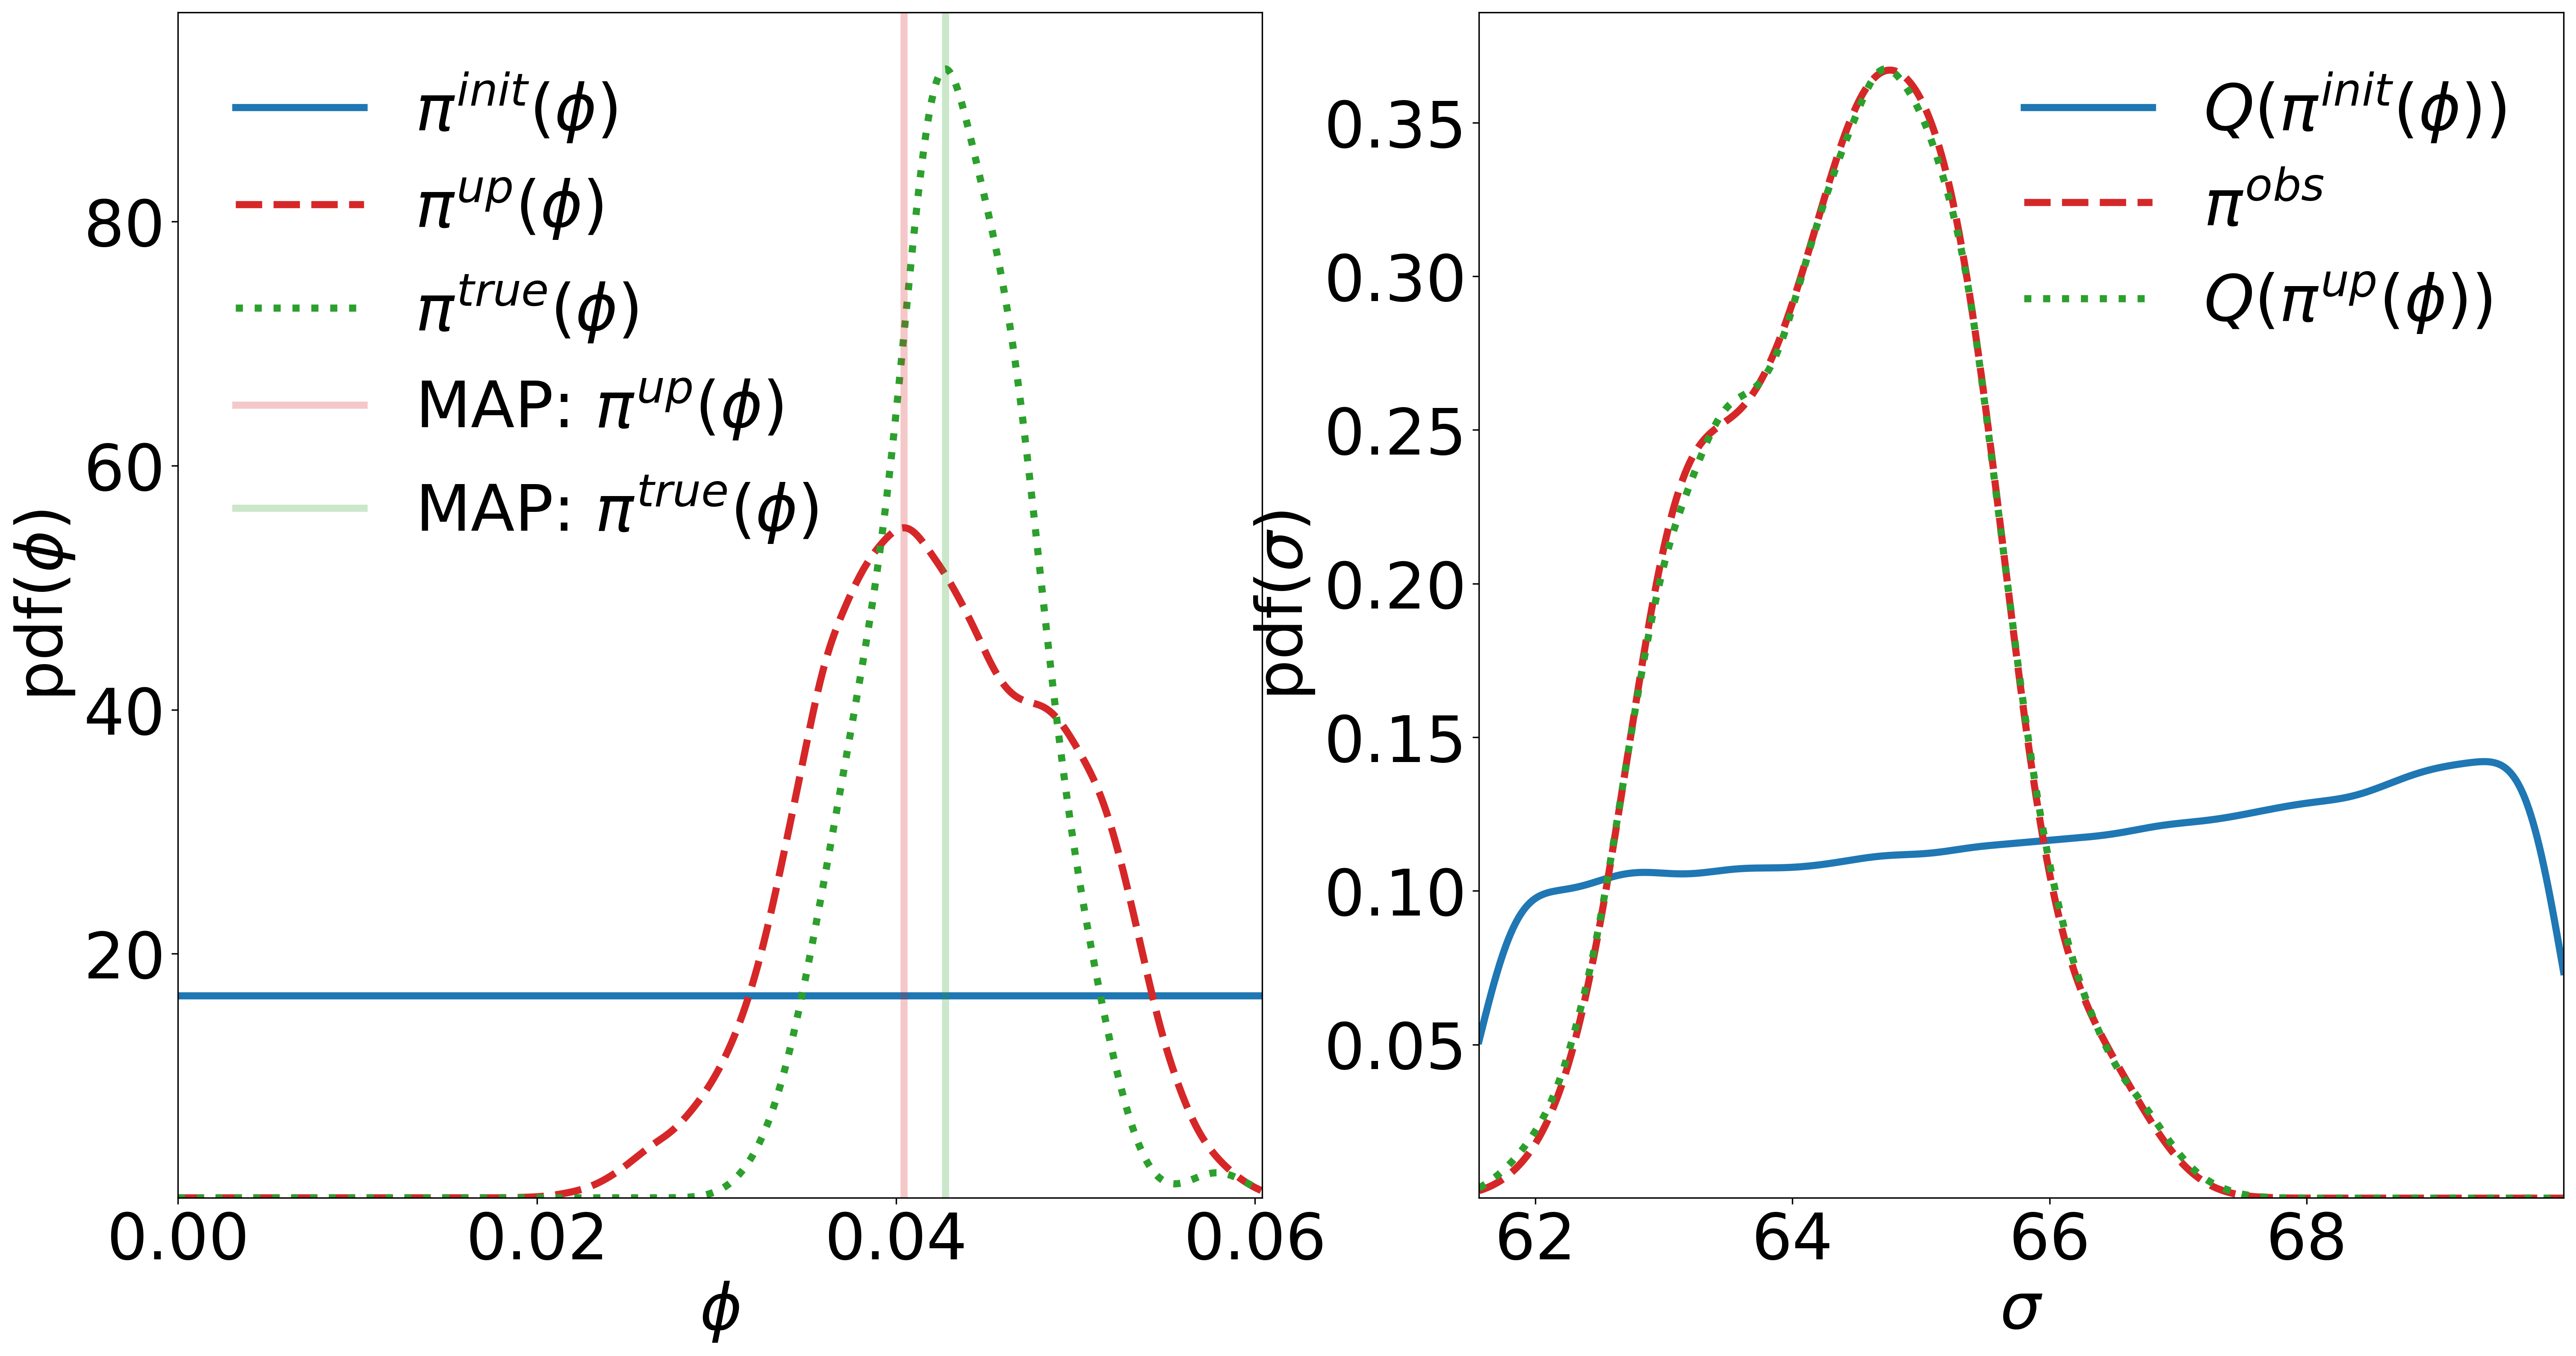 π^{init}(ϕ)
π^{up}(ϕ)
π^{true}(ϕ)
MAP: π^{up}(ϕ)
MAP: π^{true}(ϕ)
80
60
40
20
pdf(ϕ)
0.00 0.02 0.04 0.06
ϕ
Q(π^{init}(ϕ))
π^{obs}
Q(π^{up}(ϕ))
0.35
0.30
0.25
0.20
0.15
0.10
0.05
pdf(σ)
62 64 66 68
σ